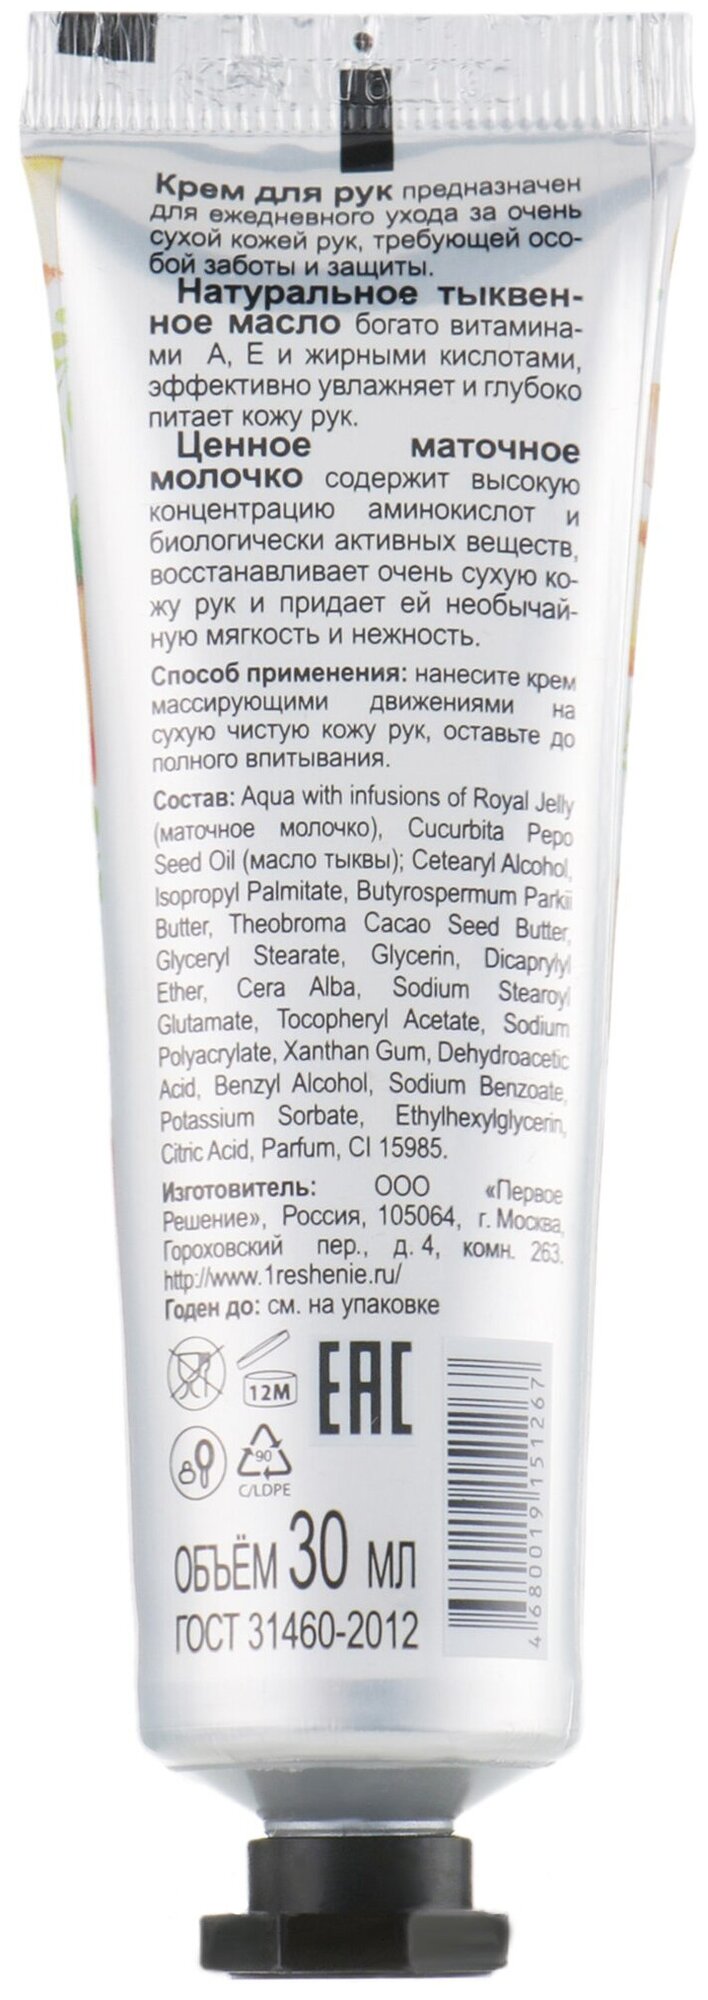 Крем для рук предназначен
для ежедневного ухода за очень
сухой кожей рук, требующей осо-
бой заботы и защиты.
Натуральное тыквен-
ное масло богато витамина-
ми А, Е и жирными кислотами,
эффективно увлажняет и глубоко
питает кожу рук.
Ценное маточное
молочко содержит высокую
концентрацию аминокислот и
биологически активных веществ,
восстанавливает очень сухую ко-
жу рук и придает ей необычай-
ную мягкость и нежность.
Способ применения: нанесите крем
массирующими движениями на
сухую чистую кожу рук, оставьте до
полного впитывания.
Состав: Aqua with infusions of Royal Jelly
(маточное молочко), Cucurbita Pepo
Seed Oil (масло тыквы); Cetearyl Alcohol,
Isopropyl Palmitate, Butyrospermum Parkii
Butter, Theobroma Cacao Seed Butter,
Glyceryl Stearate, Glycerin, Dicaprylyl
Ether, Cera Alba, Sodium Stearoyl
Glutamate, Tocopheryl Acetate, Sodium
Polyacrylate, Xanthan Gum, Dehydroacetic
Acid, Benzyl Alcohol, Sodium Benzoate,
Potassium Sorbate, Ethylhexylglycerin,
Citric Acid, Parfum, CI 15985.
Изготовитель: ООО «Первое
Решение», Россия, 105064, г. Москва,
Гороховский пер., д. 4, комн. 263.
http://www.1reshenie.ru/
Годен до: см. на упаковке
12M
EAC
90
C/LDPE
ОБЪЁМ 30 МЛ
ГОСТ 31460-2012
4680019151267